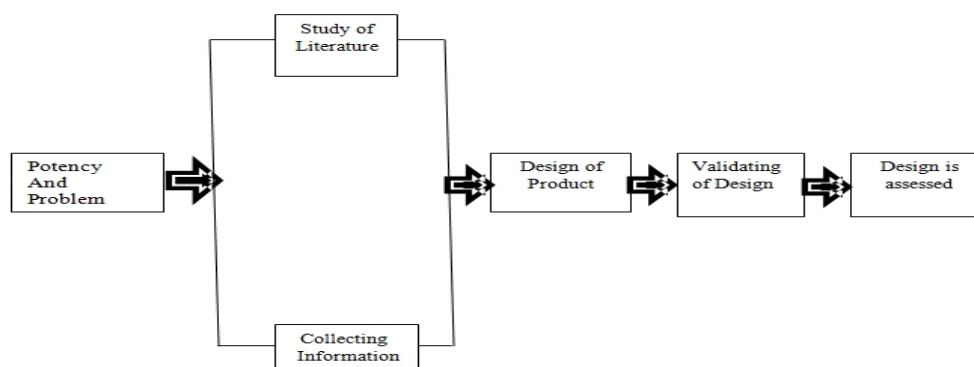 Potency
And
Problem
Study of
Literature
Collecting
Information
Design of
Product
Validating
of Design
Design is
assessed